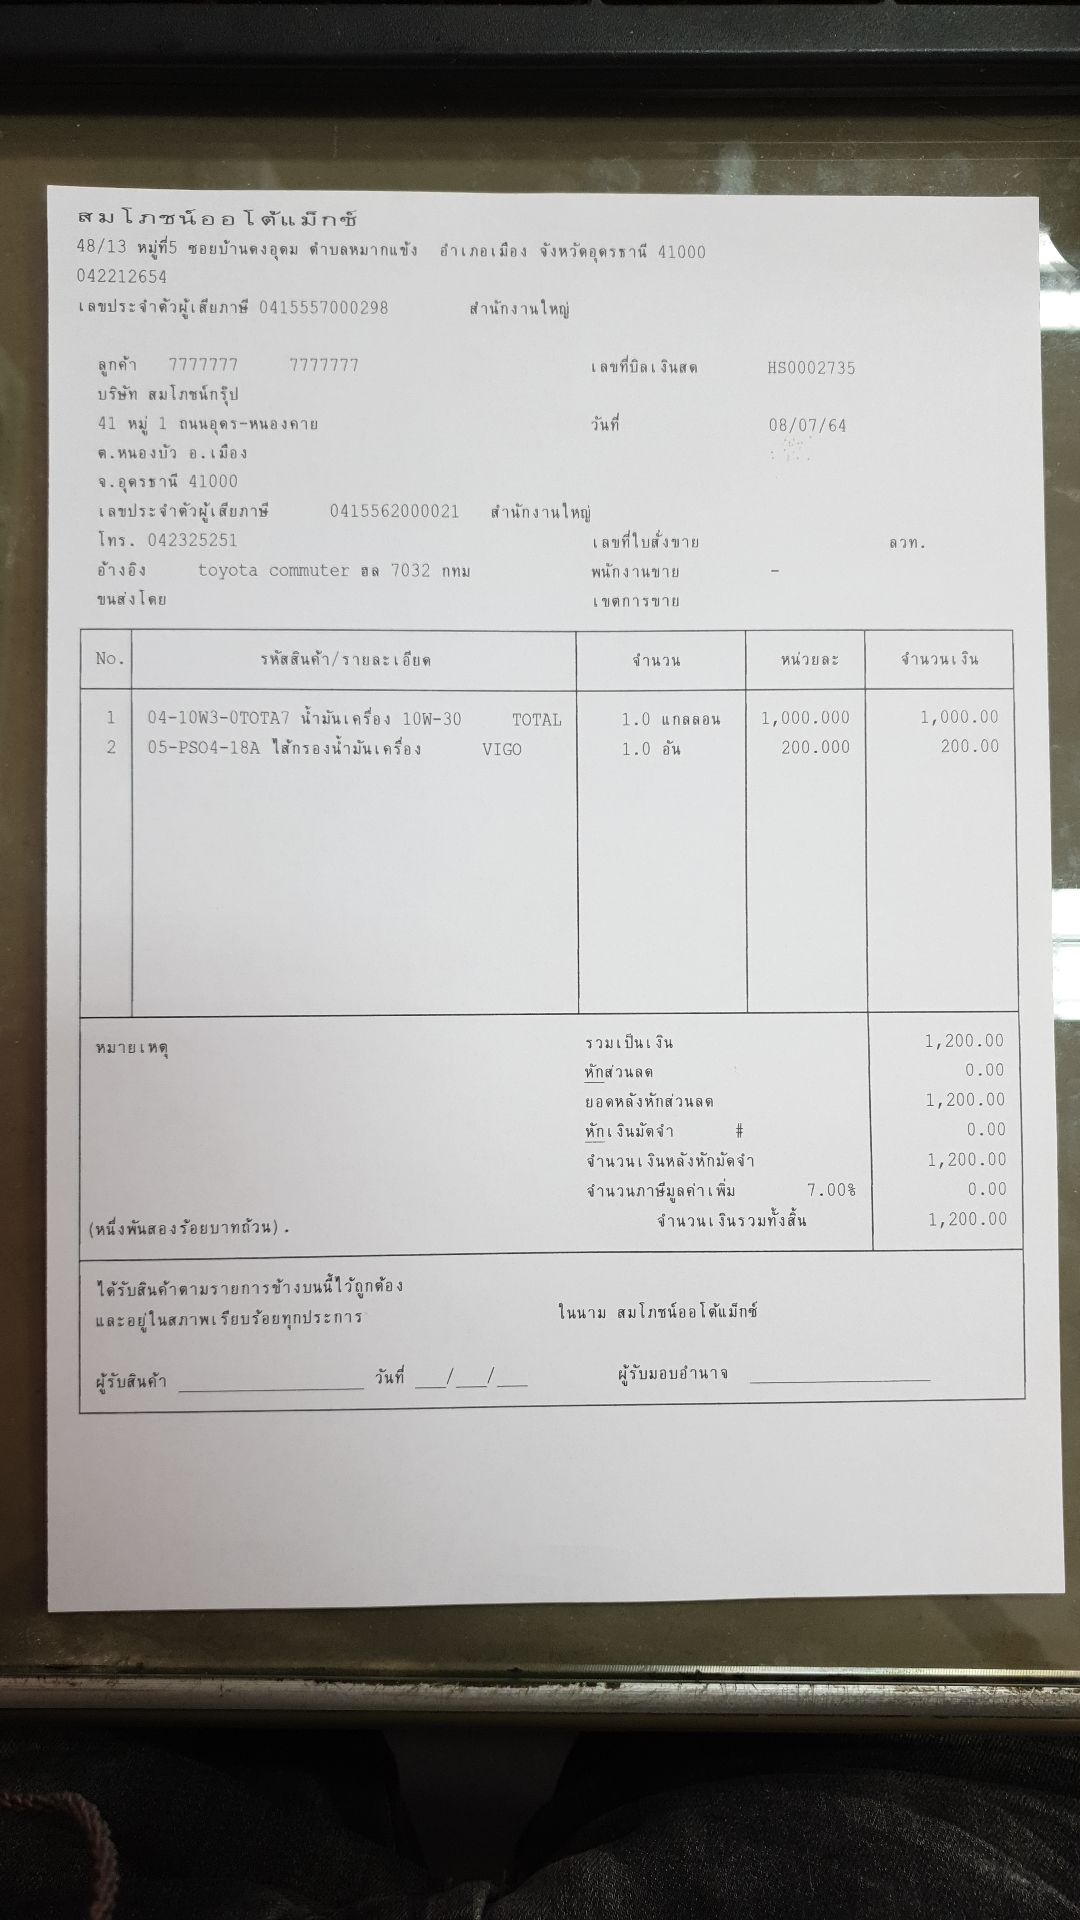 สมโภชน์ออโต้แม็กซ์
48/13 หมู่ที่5 ซอยบ้านดงอุดม ตำบลหมากแข้ง อำเภอเมือง จังหวัดอุดรธานี 41000
042212654
เลขประจำตัวผู้เสียภาษี 0415557000298 สำนักงานใหญ่
ลูกค้า 7777777 7777777 เลขที่บิลเงินสด HS0002735
บริษัท สมโภชน์กรุ๊ป
41 หมู่ 1 ถนนอุดร-หนองคาย วันที่ 08/07/64
ต.หนองบัว อ.เมือง
จ.อุดรธานี 41000
เลขประจำตัวผู้เสียภาษี 0415562000021 สำนักงานใหญ่
โทร. 042325251 เลขที่ใบสั่งขาย ลวท.
อ้างอิง toyota commuter ฮล 7032 กทม พนักงานขาย -
ขนส่งโดย เขตการขาย
No. รหัสสินค้า/รายละเอียด จำนวน หน่วยละ จำนวนเงิน
1 04-10W3-0TOTA7 น้ำมันเครื่อง 10W-30 TOTAL 1.0 แกลลอน 1,000.000 1,000.00
2 05-PSO4-18A ไส้กรองน้ำมันเครื่อง VIGO 1.0 อัน 200.000 200.00
หมายเหตุ รวมเป็นเงิน 1,200.00
หักส่วนลด 0.00
ยอดหลังหักส่วนลด 1,200.00
หักเงินมัดจำ # 0.00
จำนวนเงินหลังหักมัดจำ 1,200.00
จำนวนภาษีมูลค่าเพิ่ม 7.00% 0.00
(หนึ่งพันสองร้อยบาทถ้วน). จำนวนเงินรวมทั้งสิ้น 1,200.00
ได้รับสินค้าตามรายการข้างบนนี้ไว้ถูกต้อง
และอยู่ในสภาพเรียบร้อยทุกประการ ในนาม สมโภชน์ออโต้แม็กซ์
ผู้รับสินค้า ____________ วันที่ ___/___/___ ผู้รับมอบอำนาจ ____________